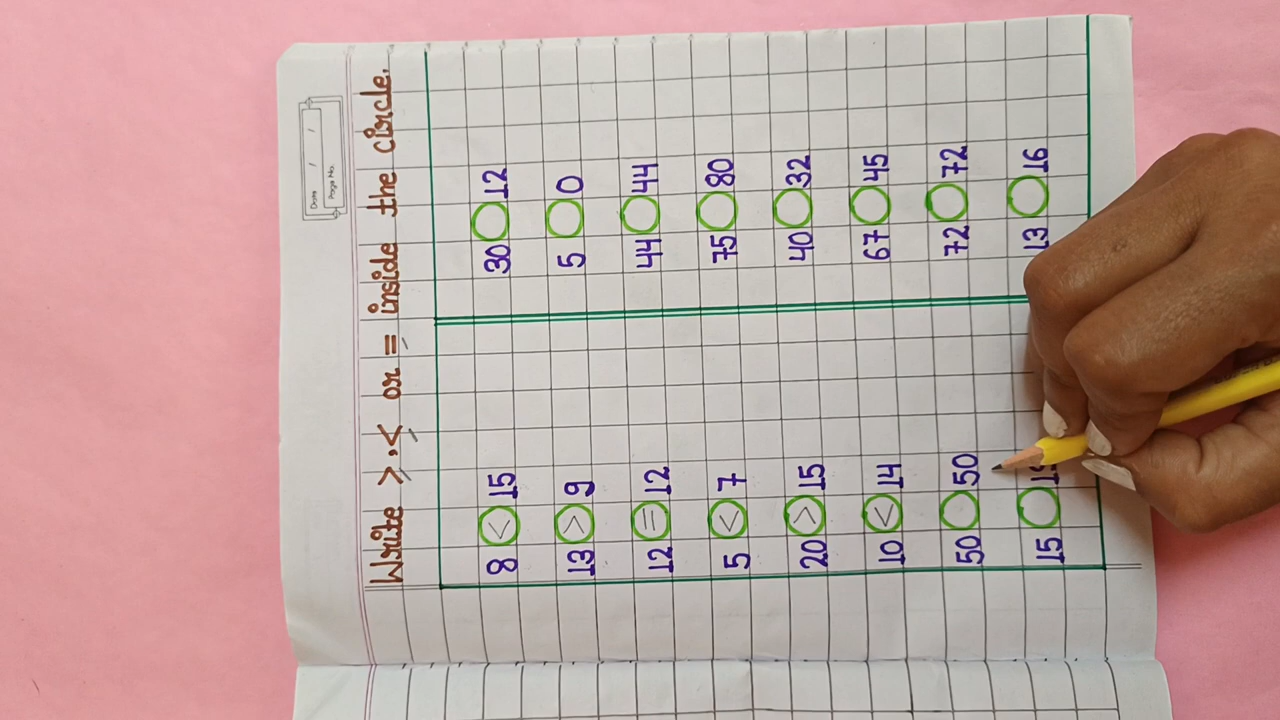 Date / /
Page No.
Write >, < or = inside the circle.
8 < 15
13 > 9
12 = 12
5 < 7
20 > 15
10 < 14
50 ○ 50
15 ○
30 ○ 12
5 ○ 0
44 ○ 44
75 ○ 80
40 ○ 32
67 ○ 45
72 ○ 72
13 ○ 16